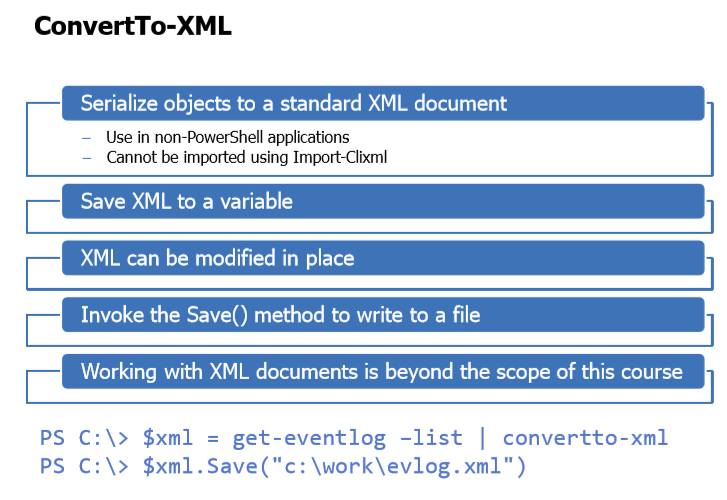 ConvertTo-XML
Serialize objects to a standard XML document
– Use in non-PowerShell applications
– Cannot be imported using Import-Clixml
Save XML to a variable
XML can be modified in place
Invoke the Save() method to write to a file
Working with XML documents is beyond the scope of this course
PS C:\> $xml = get-eventlog –list | convertto-xml
PS C:\> $xml.Save("c:\work\evlog.xml")